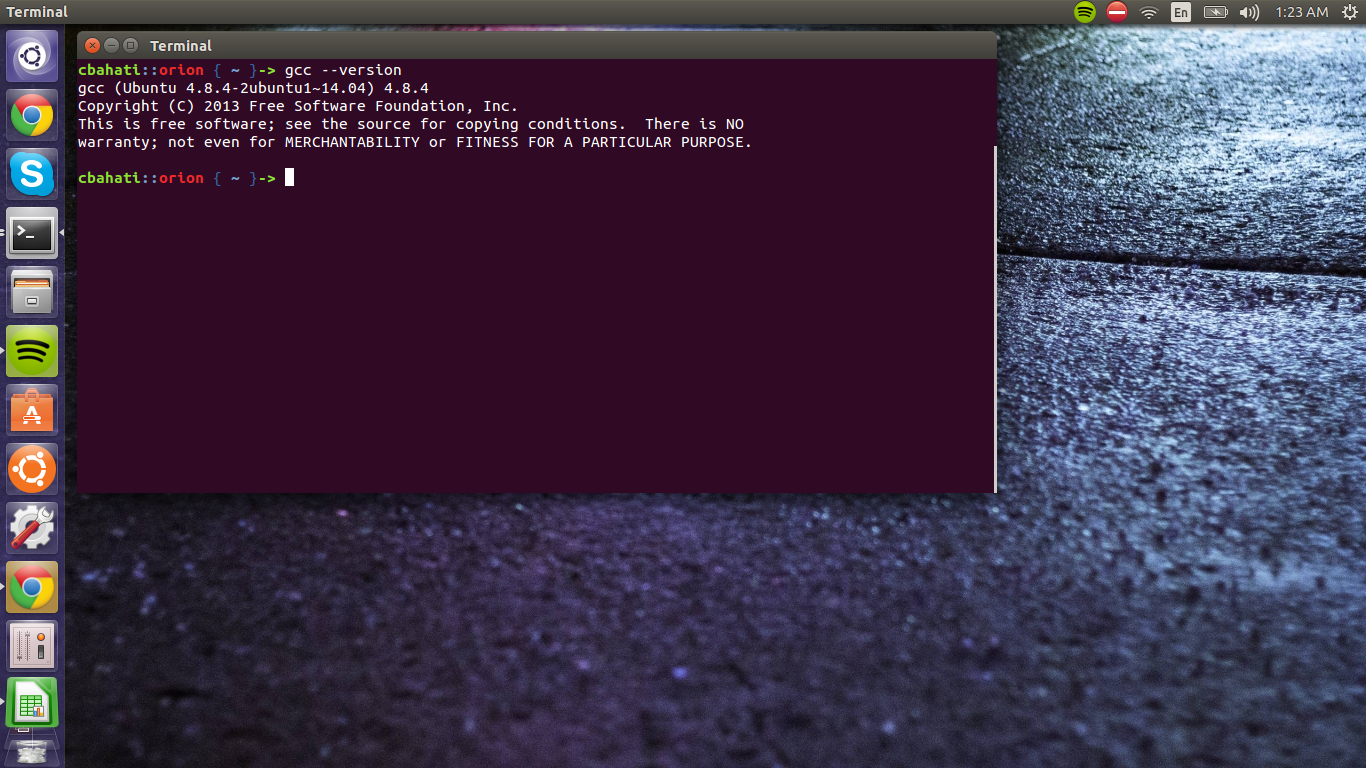 Terminal
En
1:23 AM
Terminal
cbahati::orion { ~ }-> gcc --version
gcc (Ubuntu 4.8.4-2ubuntu1~14.04) 4.8.4
Copyright (C) 2013 Free Software Foundation, Inc.
This is free software; see the source for copying conditions.  There is NO
warranty; not even for MERCHANTABILITY or FITNESS FOR A PARTICULAR PURPOSE.
cbahati::orion { ~ }->